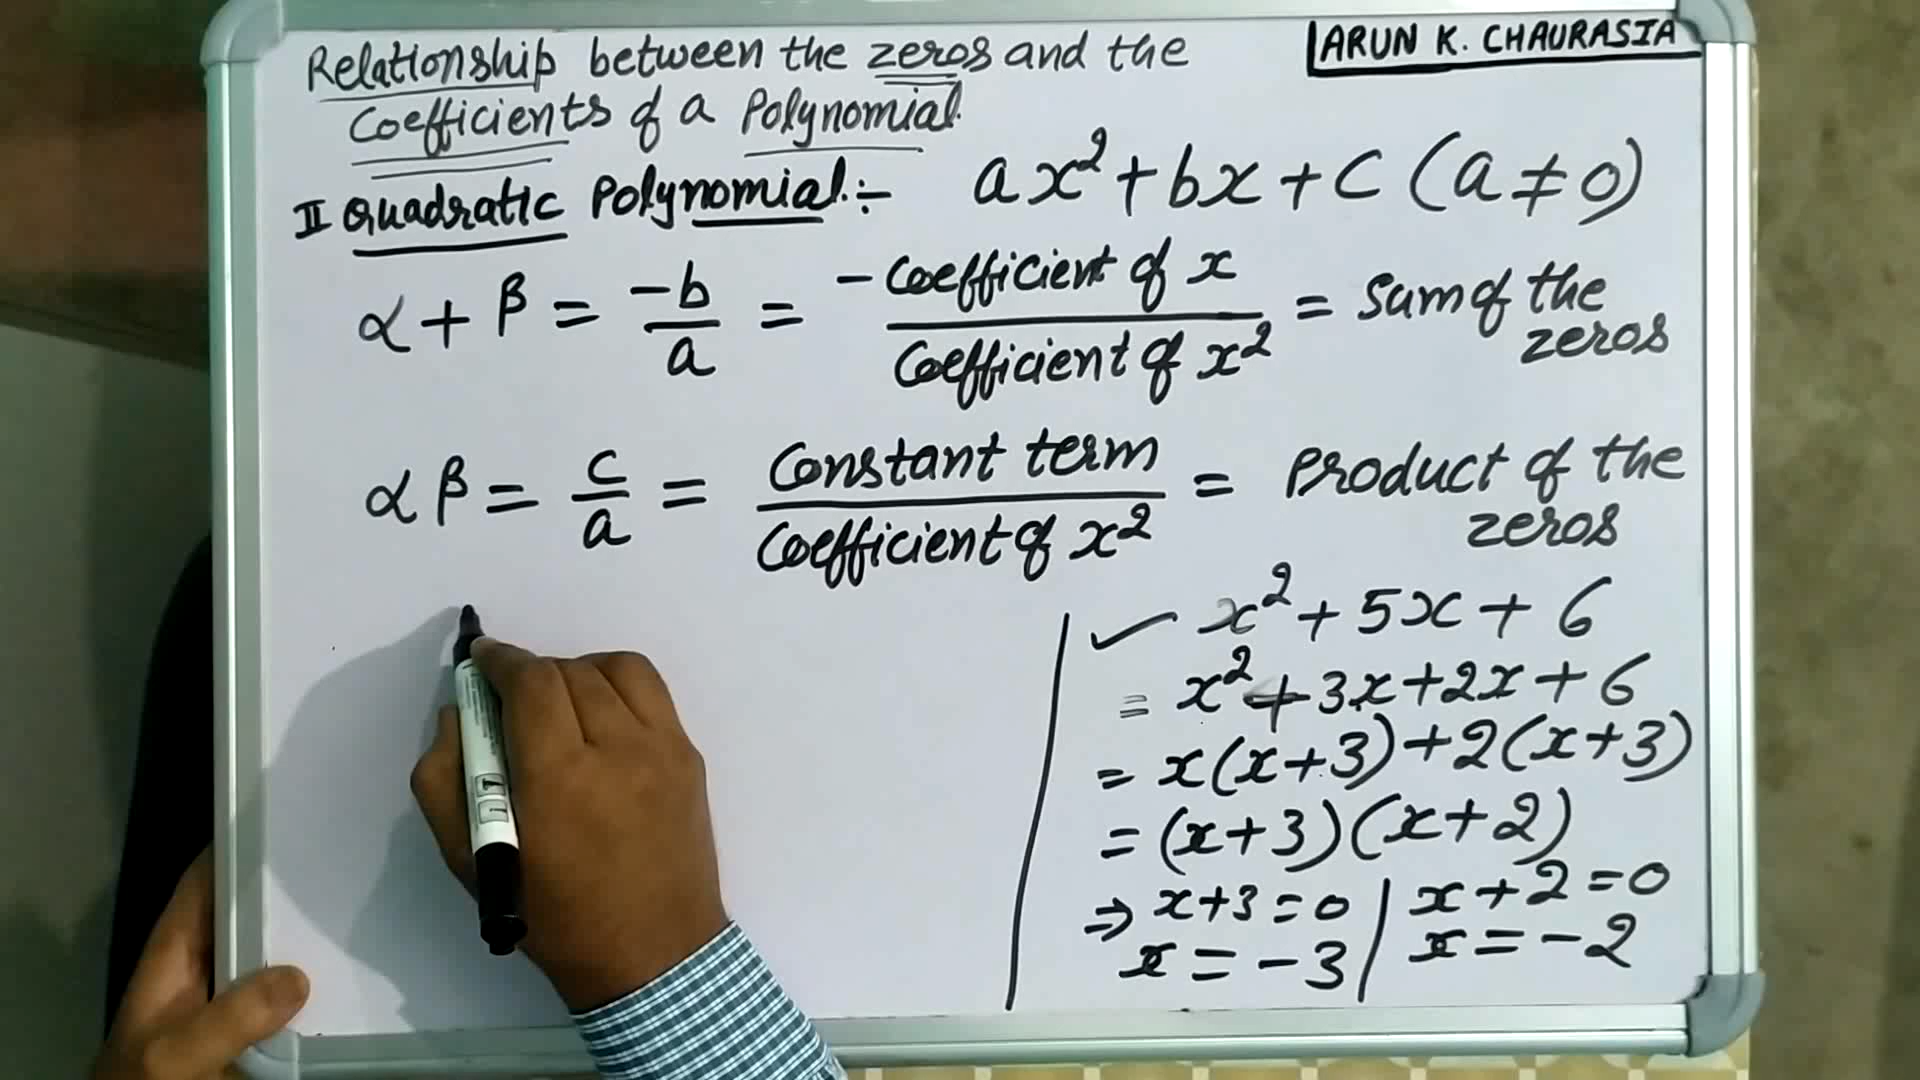 Relationship between the zeros and the
Coefficients of a Polynomial.
ARUN K. CHAURASIA
II Quadratic Polynomial :- ax² + bx + c (a ≠ 0)
α + β = -b/a = -Coefficient of x / Coefficient of x² = Sum of the zeros
αβ = c/a = Constant term / Coefficient of x² = Product of the zeros
✓ x² + 5x + 6
= x² + 3x + 2x + 6
= x(x+3) + 2(x+3)
= (x+3)(x+2)
⇒ x+3 = 0 | x+2 = 0
x = -3 | x = -2